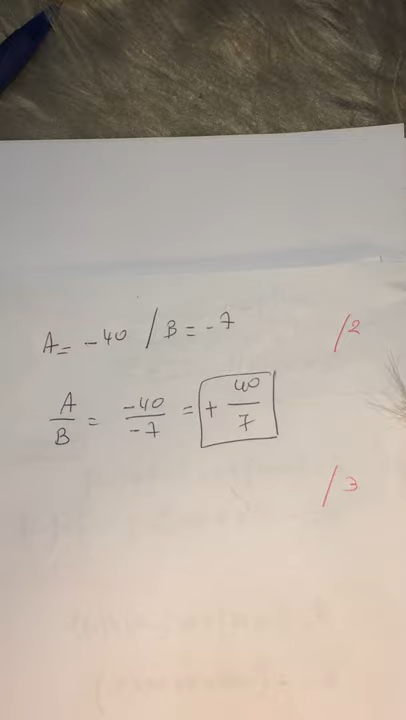 A = -40 / B = -7 /2
A/B = -40/-7 = + 40/7
/3